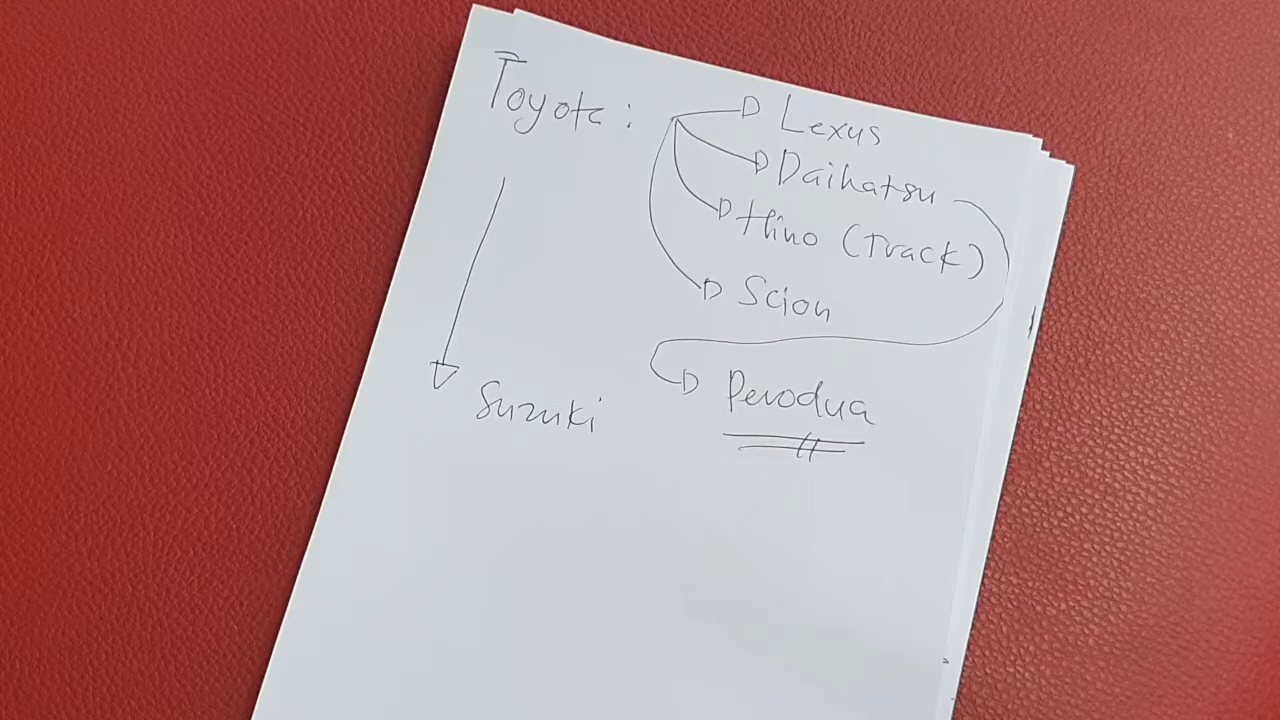 Toyota: Lexus
Daihatsu
Hino (Track)
Scion
Suzuki Perodua